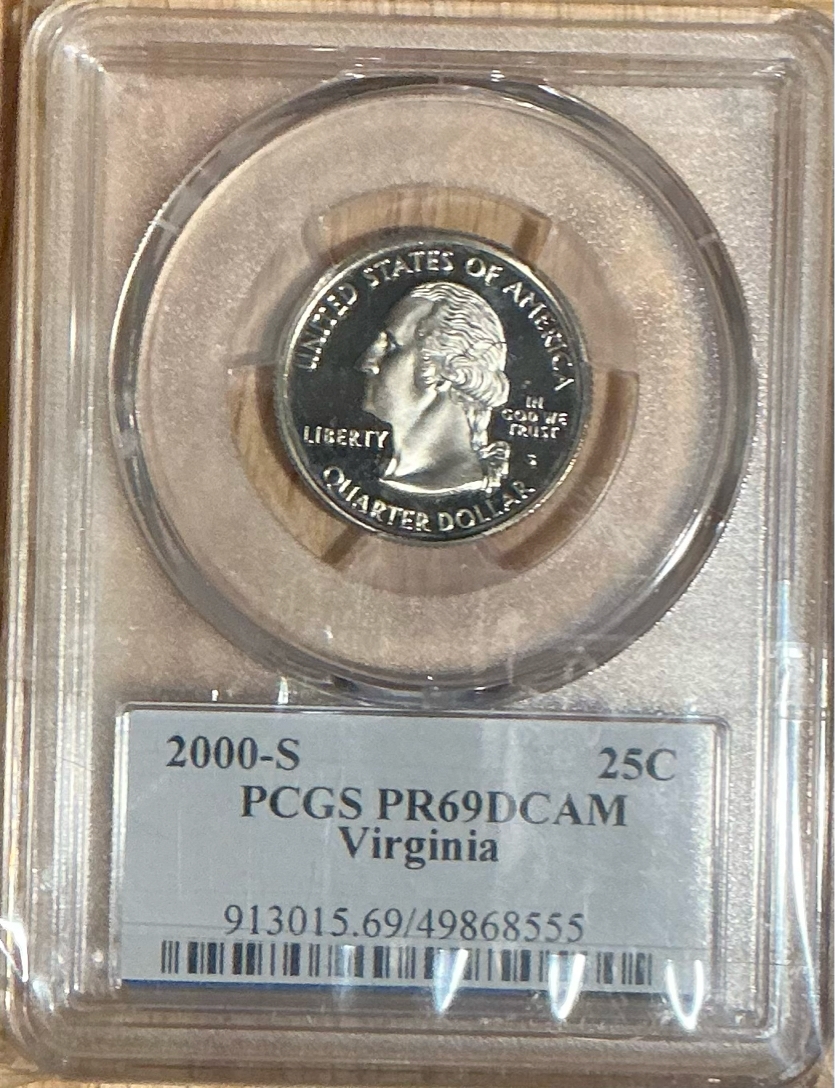 UNITED STATES OF AMERICA
LIBERTY
IN
GOD WE
TRUST
S
QUARTER DOLLAR
2000-S 25C
PCGS PR69DCAM
Virginia
913015.69/49868555